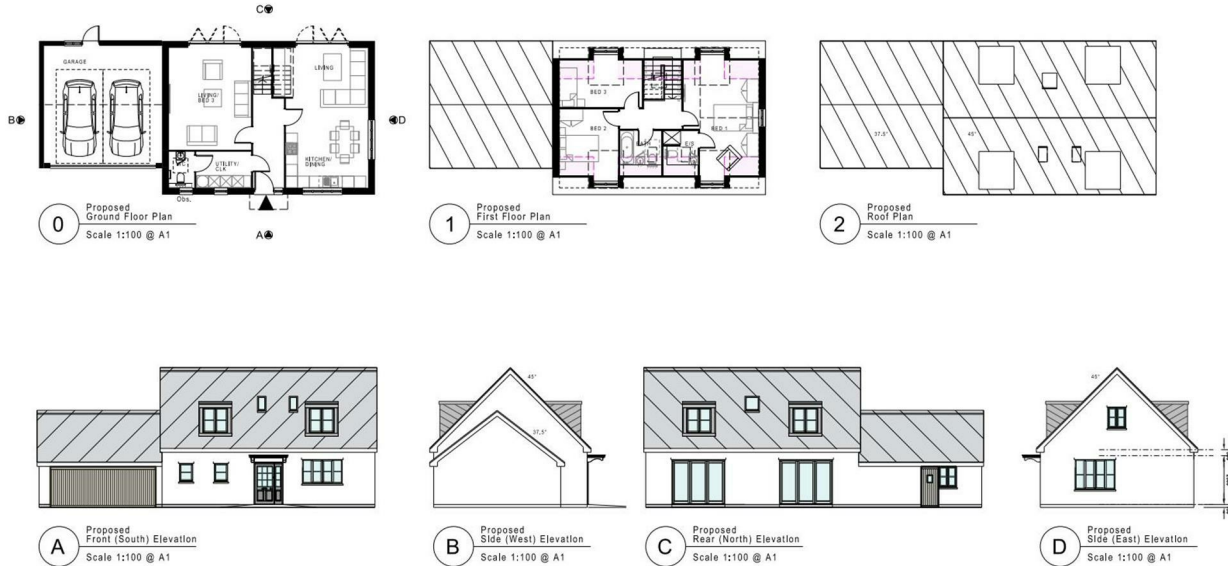 C
GARAGE
LIVING
LIVING/
BED 3
B
D
UTILITY/
CLK
KITCHEN/
DINING
Obs.
A
0
Proposed
Ground Floor Plan
Scale 1:100 @ A1
BED 3
BED 2
BED 1
E/S
1
Proposed
First Floor Plan
Scale 1:100 @ A1
37.5°
45°
2
Proposed
Roof Plan
Scale 1:100 @ A1
A
Proposed
Front (South) Elevation
Scale 1:100 @ A1
45°
37.5°
B
Proposed
Side (West) Elevation
Scale 1:100 @ A1
C
Proposed
Rear (North) Elevation
Scale 1:100 @ A1
45°
D
Proposed
Side (East) Elevation
Scale 1:100 @ A1